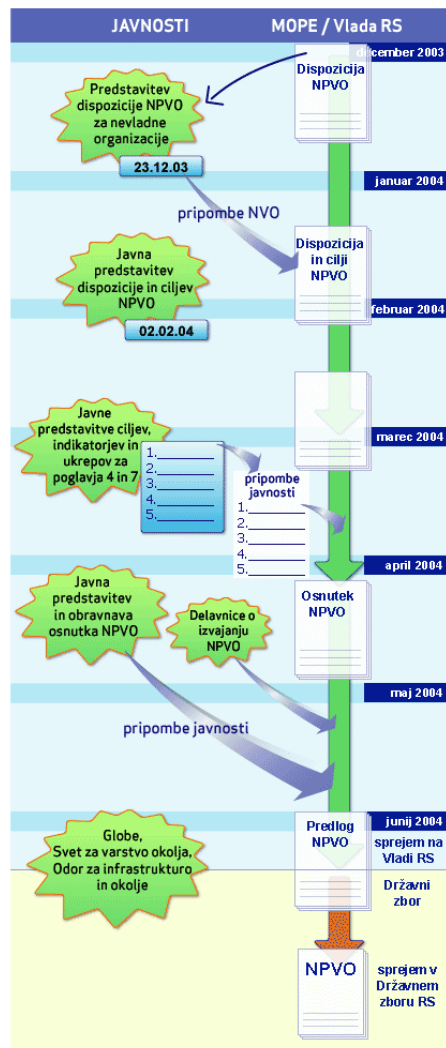 JAVNOSTI
MOPE / Vlada RS
december 2003
Dispozicija
NPVO
Predstavitev
dispozicije NPVO
za nevladne
organizacije
23.12.03
januar 2004
pripombe NVO
Dispozicija
in cilji
NPVO
Javna
predstavitev
dispozicije in ciljev
NPVO
februar 2004
02.02.04
Javne
predstavitve ciljev,
indikatorjev in
ukrepov za
poglavja 4 in 7
marec 2004
1.
2.
3.
4.
5.
pripombe
javnosti
1.
2.
3.
4.
5.
april 2004
Javna
predstavitev
in obravnava
osnutka NPVO
Osnutek
NPVO
Delavnice o
izvajanju
NPVO
maj 2004
pripombe javnosti
junij 2004
Predlog
NPVO
sprejem na
Vladi RS
Globe,
Svet za varstvo okolja,
Odor za infrastrukturo
in okolje
Državni
zbor
NPVO
sprejem v
Državnem
zboru RS